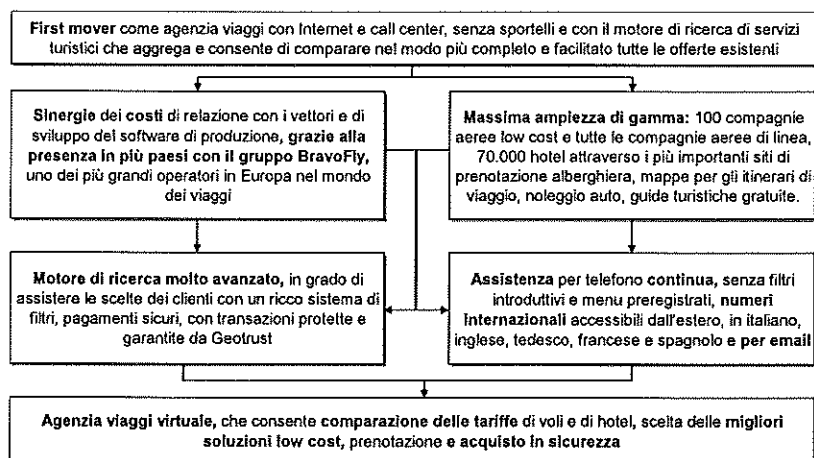 First mover come agenzia viaggi con Internet e call center, senza sportelli e con il motore di ricerca di servizi
turistici che aggrega e consente di comparare nel modo più completo e facilitato tutte le offerte esistenti
Sinergie dei costi di relazione con i vettori e di
sviluppo del software di produzione, grazie alla
presenza in più paesi con il gruppo BravoFly,
uno dei più grandi operatori in Europa nel mondo
dei viaggi
Massima ampiezza di gamma: 100 compagnie
aeree low cost e tutte le compagnie aeree di linea,
70.000 hotel attraverso i più importanti siti di
prenotazione alberghiera, mappe per gli itinerari di
viaggio, noleggio auto, guide turistiche gratuite.
Motore di ricerca molto avanzato, in grado di
assistere le scelte dei clienti con un ricco sistema di
filtri, pagamenti sicuri, con transazioni protette e
garantite da Geotrust
Assistenza per telefono continua, senza filtri
introduttivi e menu preregistrati, numeri
internazionali accessibili dall'estero, in italiano,
inglese, tedesco, francese e spagnolo e per email
Agenzia viaggi virtuale, che consente comparazione delle tariffe di voli e di hotel, scelta delle migliori
soluzioni low cost, prenotazione e acquisto in sicurezza